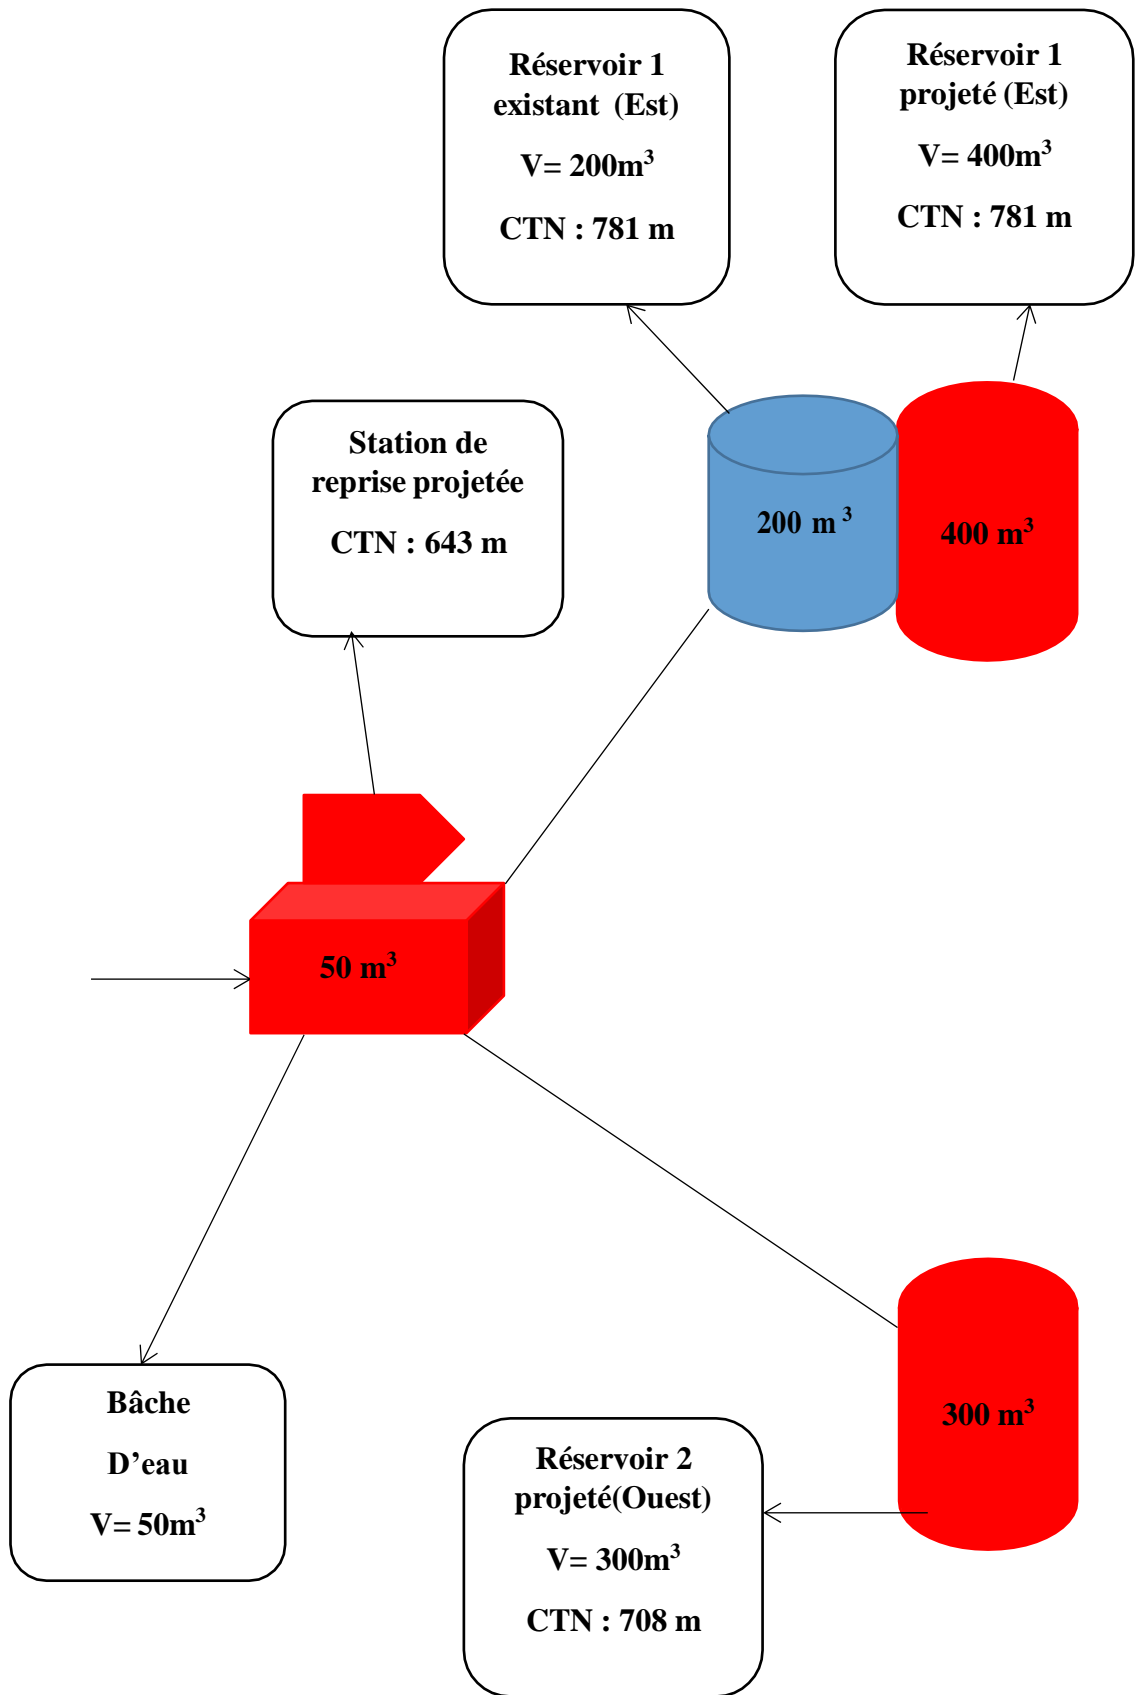 Réservoir 1
existant (Est)
V= 200m³
CTN : 781 m
Réservoir 1
projeté (Est)
V= 400m³
CTN : 781 m
Station de
reprise projetée
CTN : 643 m
200 m ³
400 m³
50 m³
Bâche
D’eau
V= 50m³
300 m³
Réservoir 2
projeté(Ouest)
V= 300m³
CTN : 708 m